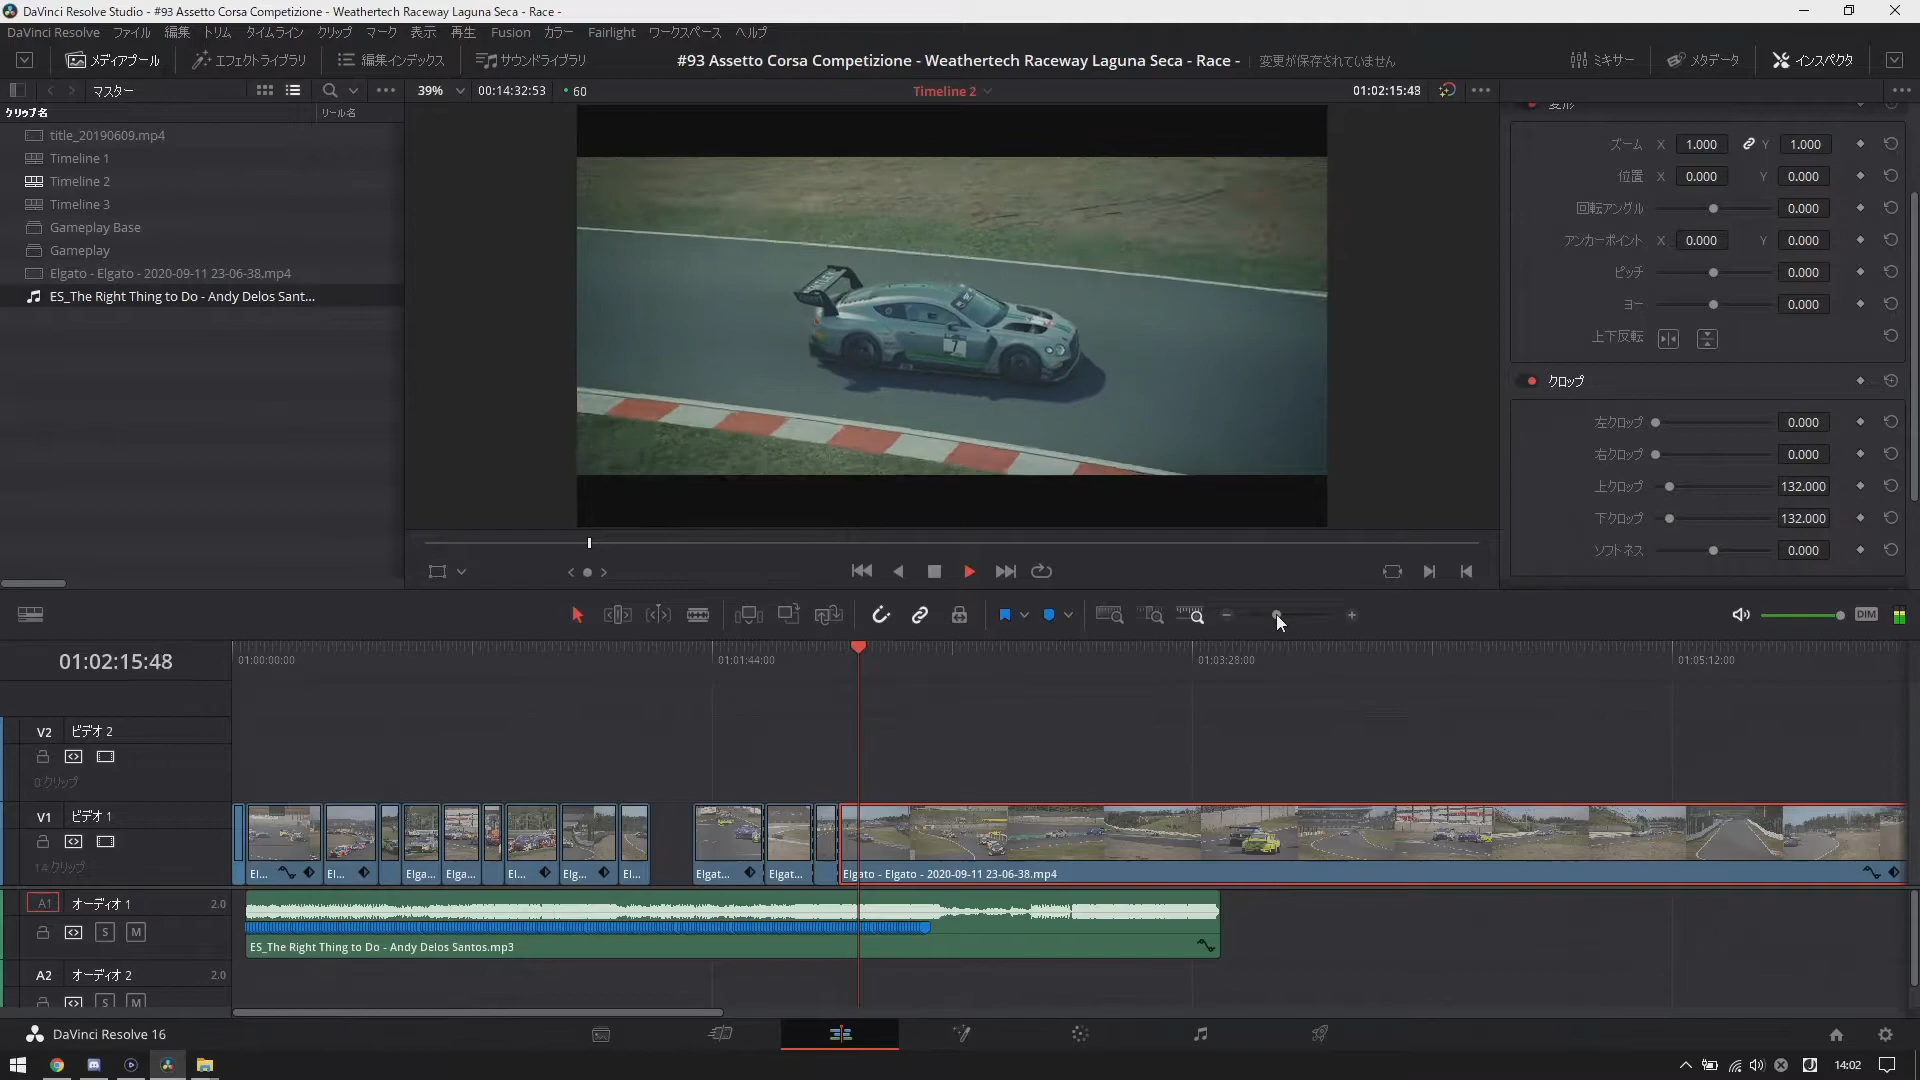 DaVinci Resolve Studio - #93 Assetto Corsa Competizione - Weathertech Raceway Laguna Seca - Race -
DaVinci Resolve ファイル 編集 トリム タイムライン クリップ マーク 表示 再生 Fusion カラー Fairlight ワークスペース ヘルプ
メディアプール エフェクトライブラリ 編集インデックス サウンドライブラリ #93 Assetto Corsa Competizione - Weathertech Raceway Laguna Seca - Race - 変更が保存されていません ミキサー メタデータ インスペクタ
マスター 39% 00:14:32:53 60 Timeline 2 01:02:15:48
クリップ名 リール名
title_20190609.mp4
Timeline 1
Timeline 2
Timeline 3
Gameplay Base
Gameplay
Elgato - Elgato - 2020-09-11 23-06-38.mp4
ES_The Right Thing to Do - Andy Delos Sant...
7
変形
ズーム X 1.000 Y 1.000
位置 X 0.000 Y 0.000
回転アングル 0.000
アンカーポイント X 0.000 Y 0.000
ピッチ 0.000
ヨー 0.000
上下反転
クロップ
左クロップ 0.000
右クロップ 0.000
上クロップ 132.000
下クロップ 132.000
ソフトネス 0.000
DIM
01:02:15:48 01:00:00:00 01:01:44:00 01:03:28:00 01:05:12:00
V2 ビデオ 2
0 クリップ
V1 ビデオ 1
14 クリップ
El... El... Elga... Elga... El... Elg... El... Elgat... Elgat... Elgato - Elgato - 2020-09-11 23-06-38.mp4
A1 オーディオ 1 2.0
S M
ES_The Right Thing to Do - Andy Delos Santos.mp3
A2 オーディオ 2 2.0
S M
DaVinci Resolve 16
14:02